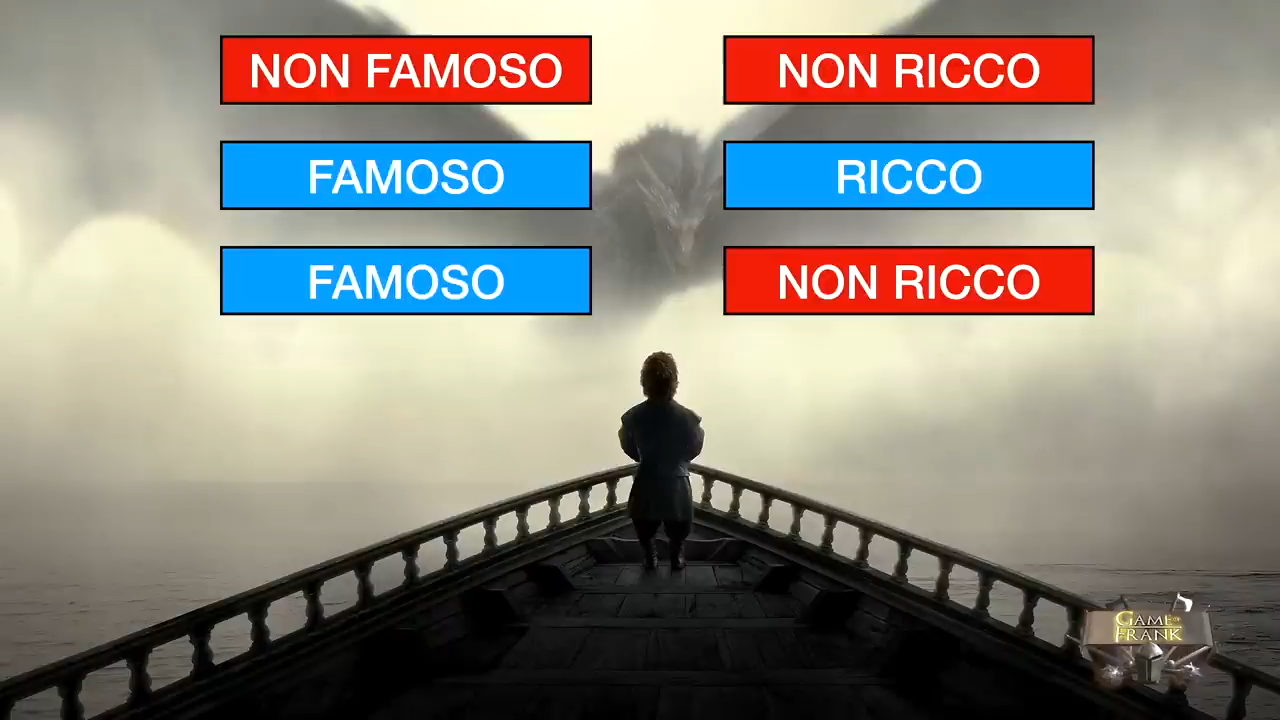 NON FAMOSO
NON RICCO
FAMOSO
RICCO
FAMOSO
NON RICCO
GAME OF
FRANK